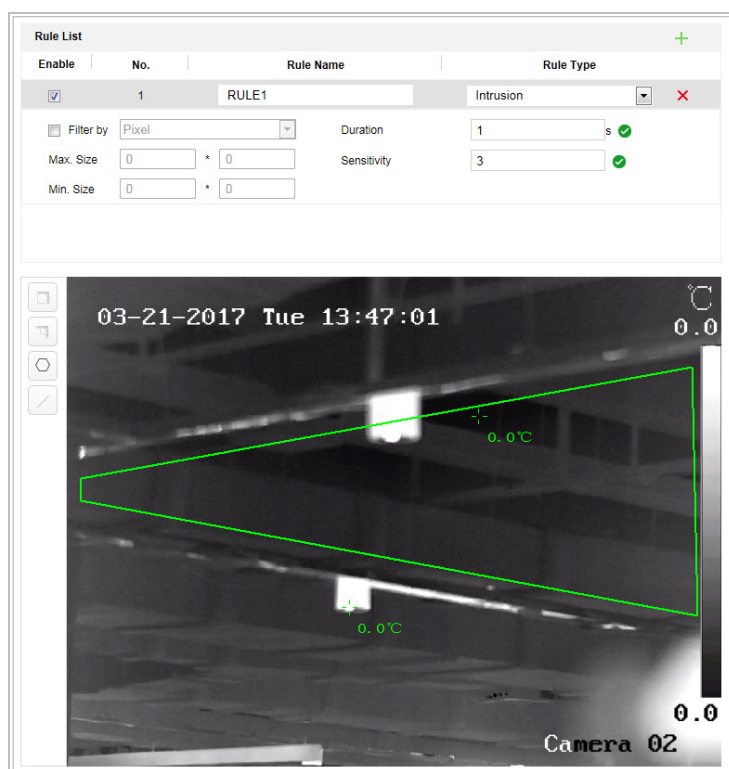 Rule List
Enable No. Rule Name Rule Type
1 RULE1 Intrusion
Filter by Pixel Duration 1 s
Max. Size 0 * 0 Sensitivity 3
Min. Size 0 * 0
℃
03-21-2017 Tue 13:47:01
0.0
0.0℃
0.0℃
0.0
Camera 02